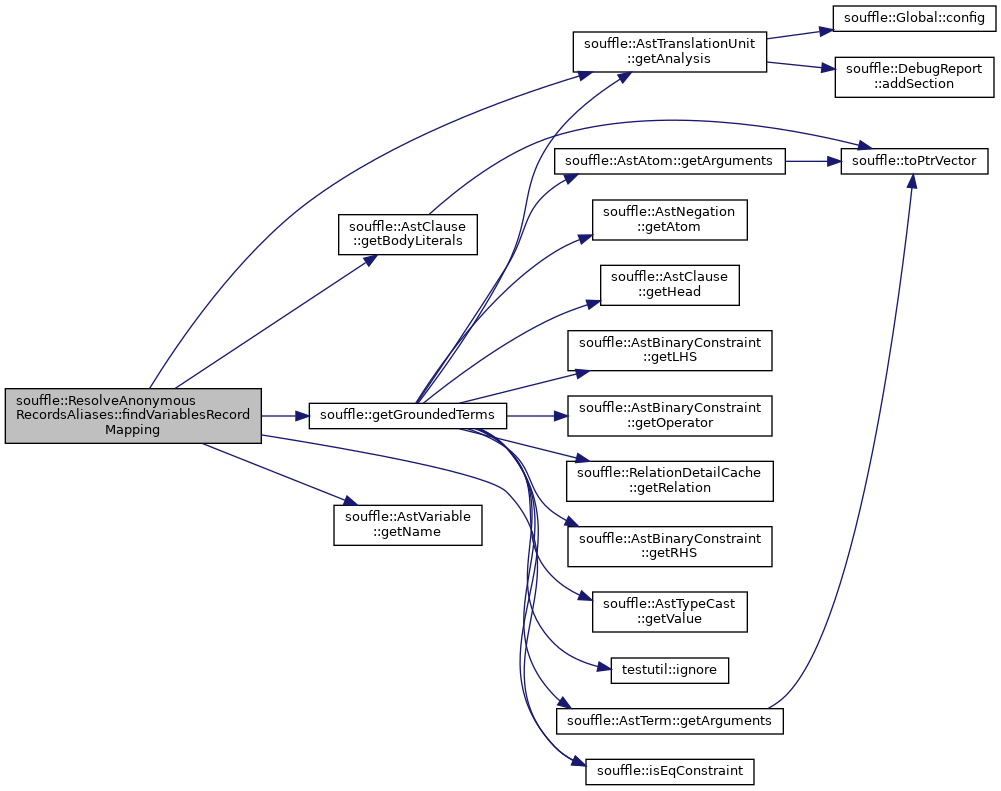 souffle::ResolveAnonymous
RecordsAliases::findVariablesRecord
Mapping
souffle::AstClause
::getBodyLiterals
souffle::getGroundedTerms
souffle::AstVariable
::getName
souffle::AstTranslationUnit
::getAnalysis
souffle::AstAtom::getArguments
souffle::AstNegation
::getAtom
souffle::AstClause
::getHead
souffle::AstBinaryConstraint
::getLHS
souffle::AstBinaryConstraint
::getOperator
souffle::RelationDetailCache
::getRelation
souffle::AstBinaryConstraint
::getRHS
souffle::AstTypeCast
::getValue
testutil::ignore
souffle::AstTerm::getArguments
souffle::isEqConstraint
souffle::Global::config
souffle::DebugReport
::addSection
souffle::toPtrVector